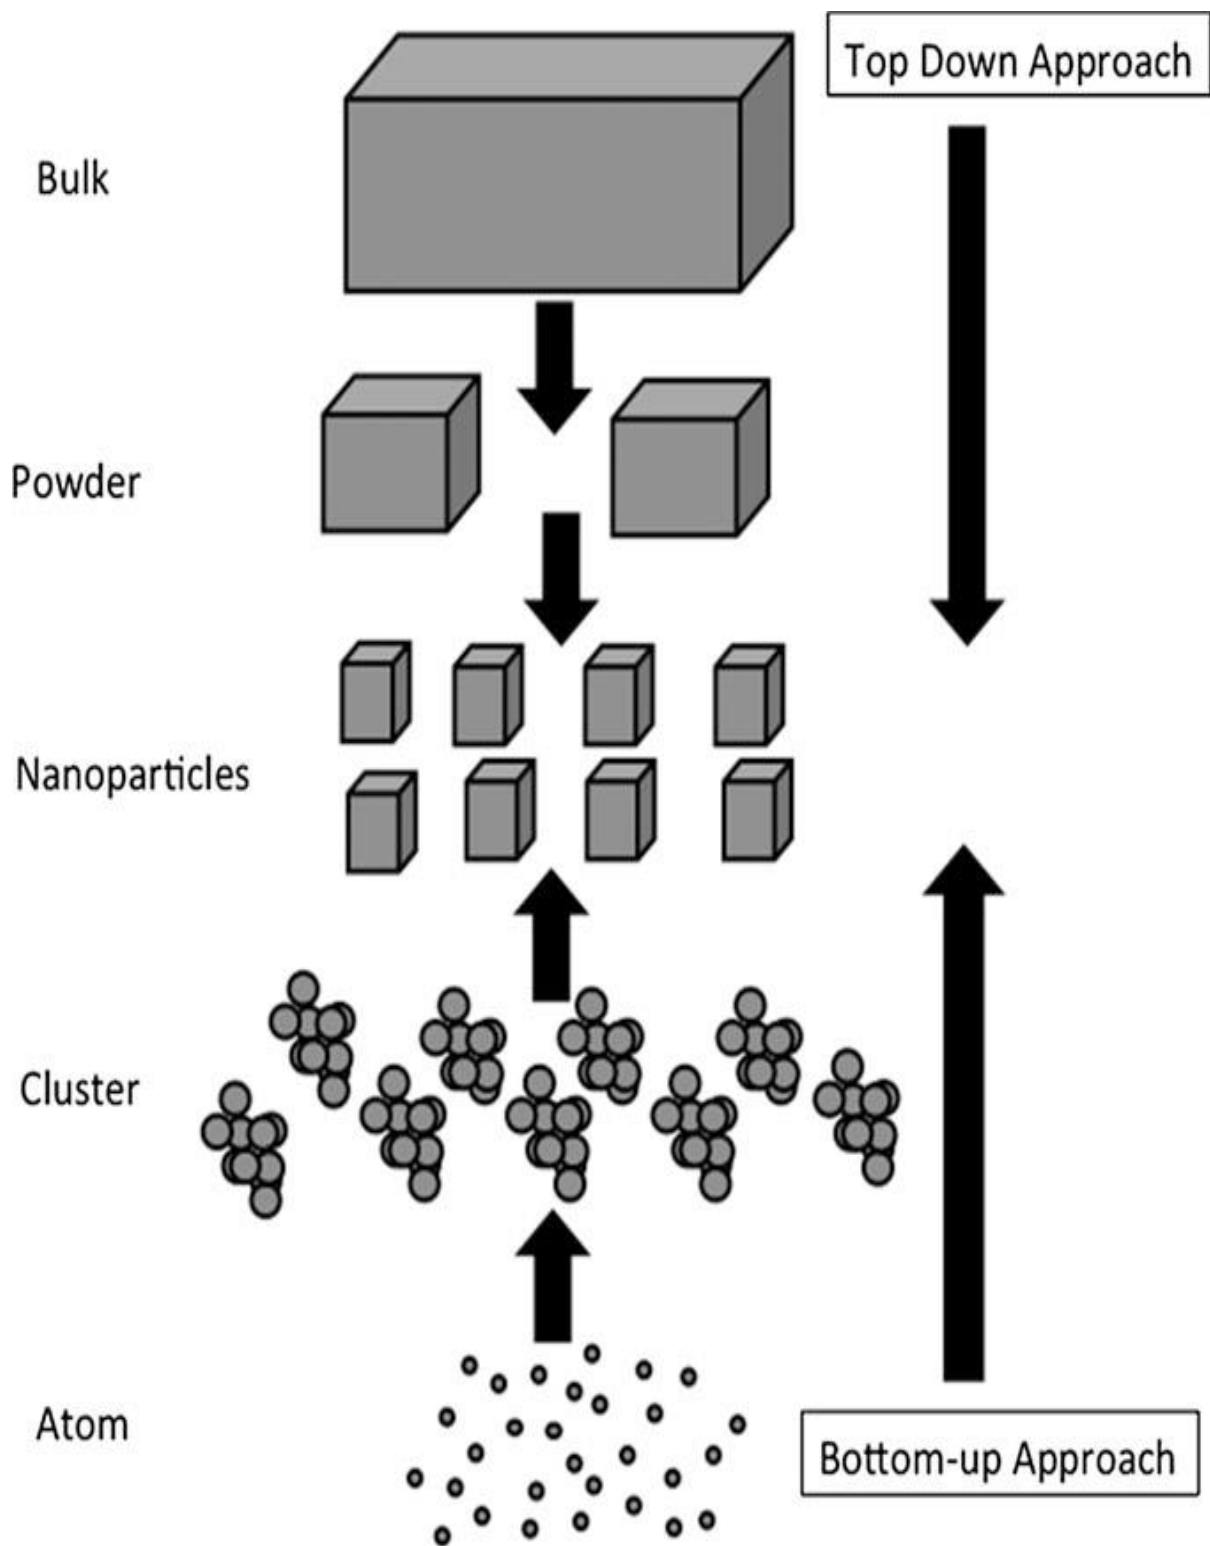 Top Down Approach
Bulk
Powder
Nanoparticles
Cluster
Atom
Bottom-up Approach